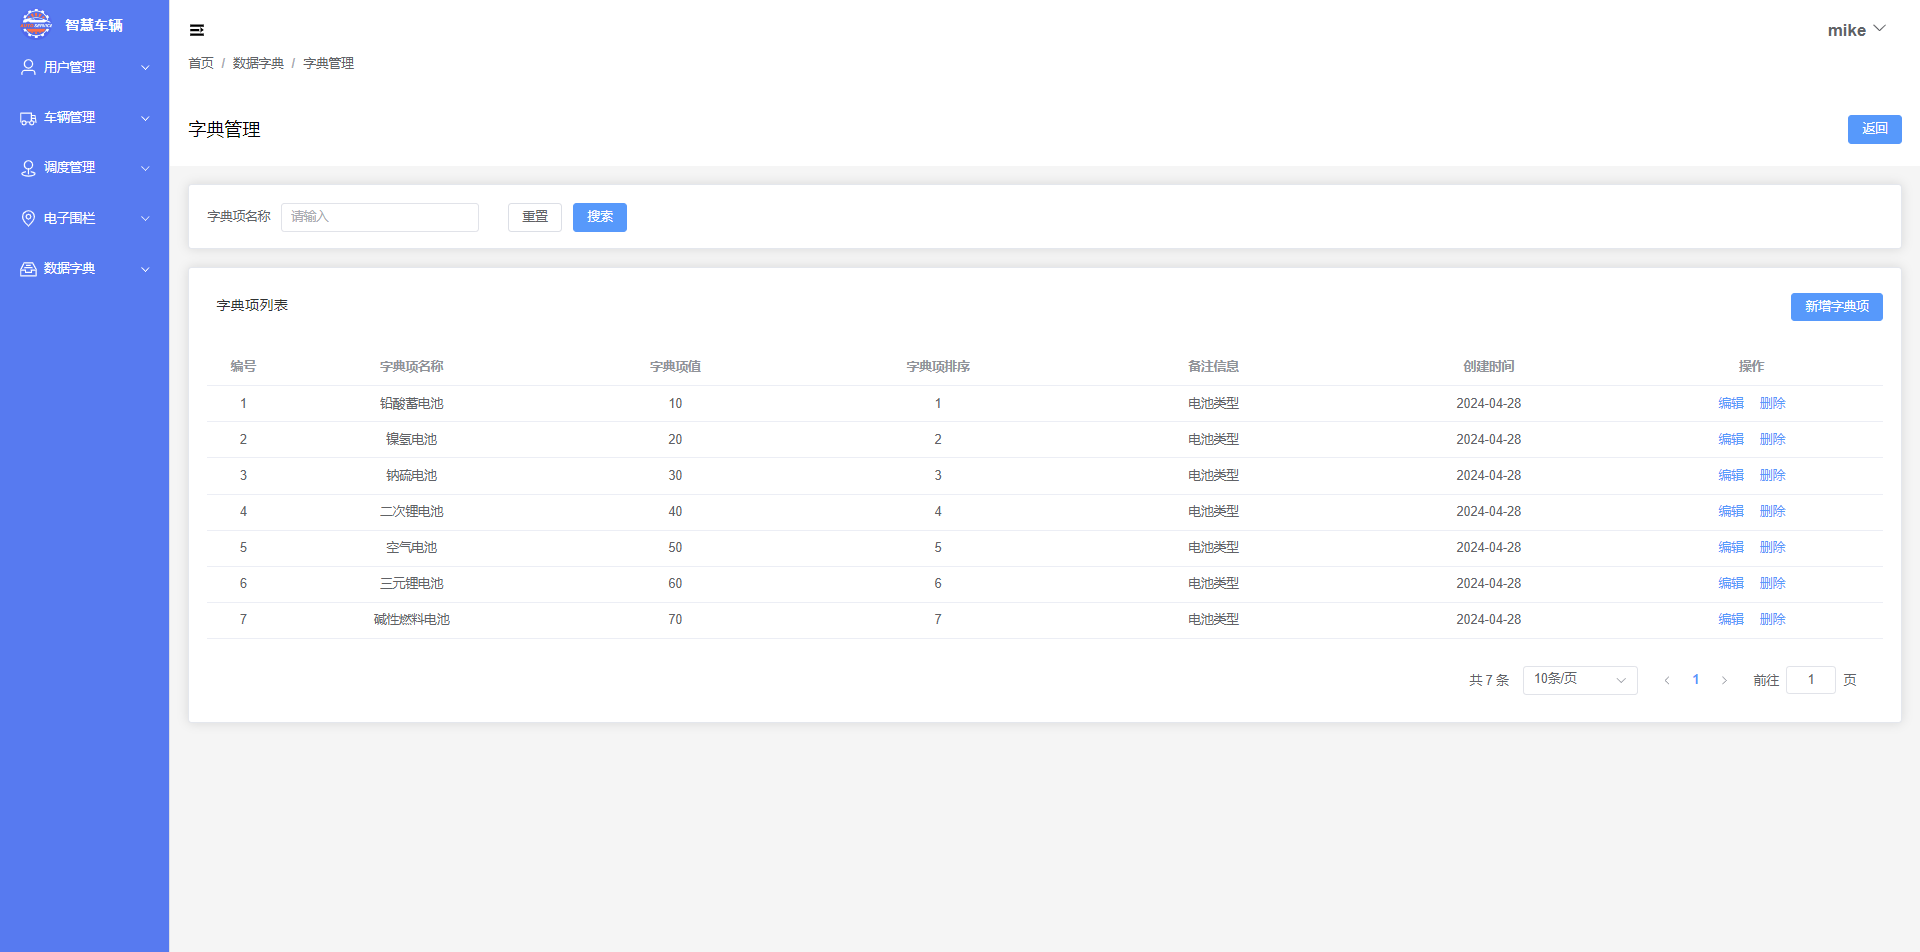 智慧车辆
用户管理
车辆管理
调度管理
电子围栏
数据字典
mike
首页 / 数据字典 / 字典管理
字典管理
返回
字典项名称 请输入 重置 搜索
字典项列表
新增字典项
编号 字典项名称 字典项值 字典项排序 备注信息 创建时间 操作
1 铅酸蓄电池 10 1 电池类型 2024-04-28 编辑 删除
2 镍氢电池 20 2 电池类型 2024-04-28 编辑 删除
3 钠硫电池 30 3 电池类型 2024-04-28 编辑 删除
4 二次锂电池 40 4 电池类型 2024-04-28 编辑 删除
5 空气电池 50 5 电池类型 2024-04-28 编辑 删除
6 三元锂电池 60 6 电池类型 2024-04-28 编辑 删除
7 碱性燃料电池 70 7 电池类型 2024-04-28 编辑 删除
共 7 条 10条/页 1 前往 1 页